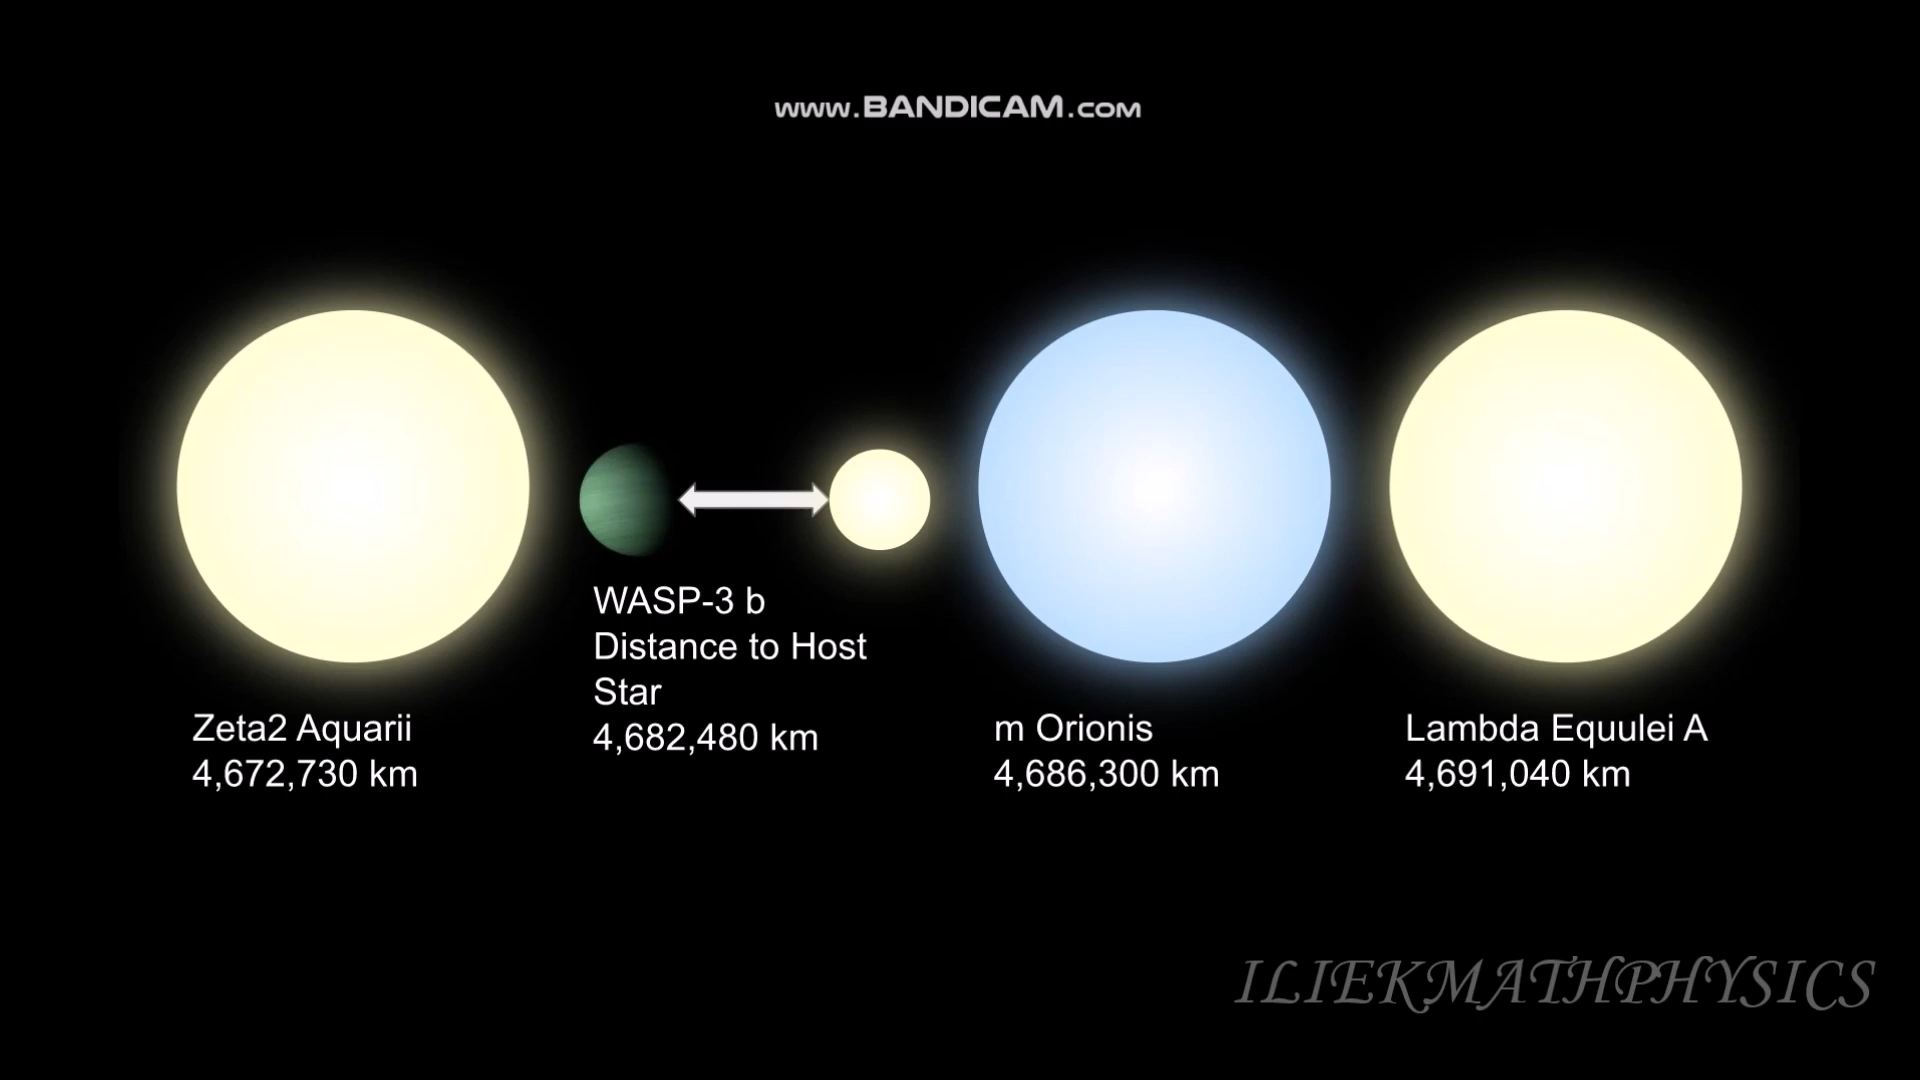 www.BANDICAM.com
Zeta2 Aquarii
4,672,730 km
WASP-3 b
Distance to Host
Star
4,682,480 km
m Orionis
4,686,300 km
Lambda Equulei A
4,691,040 km
ILIEKMATHPHYSICS